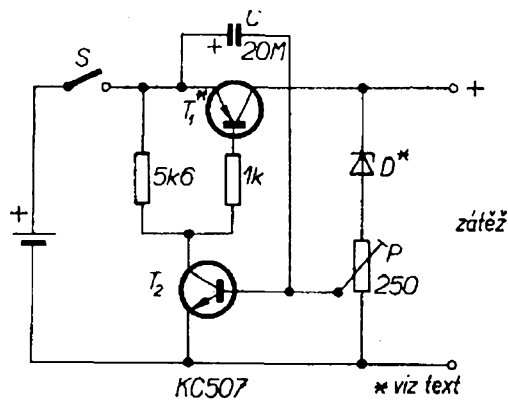 C
+ 20M
S
T1*
+
5k6
1k
D*
+
zátěž
P
T2
250
KC507
* viz text